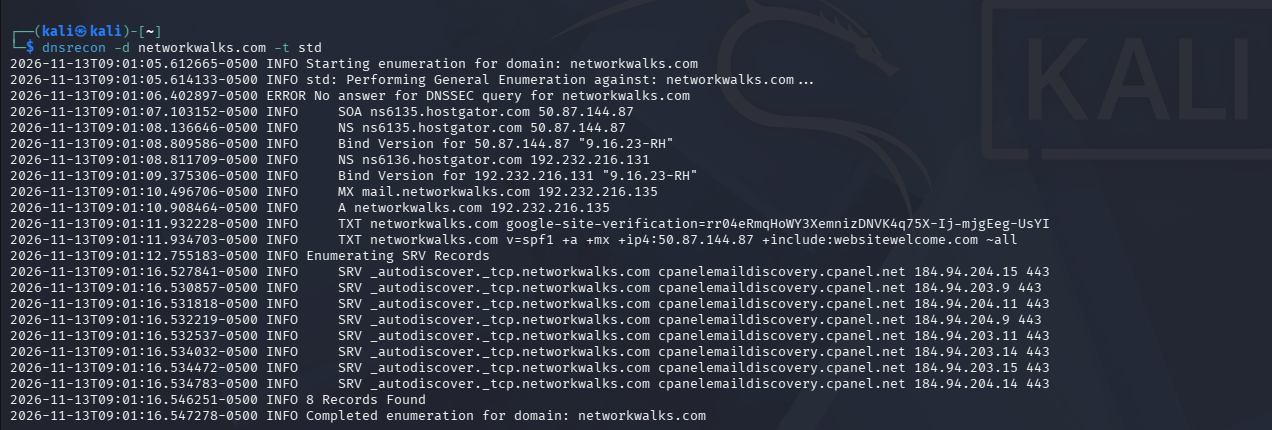 ┌──(kali㉿kali)-[~]
└─$ dnsrecon -d networkwalks.com -t std
2026-11-13T09:01:05.612665-0500 INFO Starting enumeration for domain: networkwalks.com
2026-11-13T09:01:05.614133-0500 INFO std: Performing General Enumeration against: networkwalks.com...
2026-11-13T09:01:06.402897-0500 ERROR No answer for DNSSEC query for networkwalks.com
2026-11-13T09:01:07.103152-0500 INFO     SOA ns6135.hostgator.com 50.87.144.87
2026-11-13T09:01:08.136646-0500 INFO     NS ns6135.hostgator.com 50.87.144.87
2026-11-13T09:01:08.809586-0500 INFO     Bind Version for 50.87.144.87 "9.16.23-RH"
2026-11-13T09:01:08.811709-0500 INFO     NS ns6136.hostgator.com 192.232.216.131
2026-11-13T09:01:09.375306-0500 INFO     Bind Version for 192.232.216.131 "9.16.23-RH"
2026-11-13T09:01:10.496706-0500 INFO     MX mail.networkwalks.com 192.232.216.135
2026-11-13T09:01:10.908464-0500 INFO     A networkwalks.com 192.232.216.135
2026-11-13T09:01:11.932228-0500 INFO     TXT networkwalks.com google-site-verification=rr04eRmqHoWY3XemnizDNVK4q75X-Ij-mjgEeg-UsYI
2026-11-13T09:01:11.934703-0500 INFO     TXT networkwalks.com v=spf1 +a +mx +ip4:50.87.144.87 +include:websitewelcome.com ~all
2026-11-13T09:01:12.755183-0500 INFO Enumerating SRV Records
2026-11-13T09:01:16.527841-0500 INFO     SRV _autodiscover._tcp.networkwalks.com cpanelemaildiscovery.cpanel.net 184.94.204.15 443
2026-11-13T09:01:16.530857-0500 INFO     SRV _autodiscover._tcp.networkwalks.com cpanelemaildiscovery.cpanel.net 184.94.203.9 443
2026-11-13T09:01:16.531818-0500 INFO     SRV _autodiscover._tcp.networkwalks.com cpanelemaildiscovery.cpanel.net 184.94.204.11 443
2026-11-13T09:01:16.532219-0500 INFO     SRV _autodiscover._tcp.networkwalks.com cpanelemaildiscovery.cpanel.net 184.94.204.9 443
2026-11-13T09:01:16.532537-0500 INFO     SRV _autodiscover._tcp.networkwalks.com cpanelemaildiscovery.cpanel.net 184.94.203.11 443
2026-11-13T09:01:16.534032-0500 INFO     SRV _autodiscover._tcp.networkwalks.com cpanelemaildiscovery.cpanel.net 184.94.203.14 443
2026-11-13T09:01:16.534472-0500 INFO     SRV _autodiscover._tcp.networkwalks.com cpanelemaildiscovery.cpanel.net 184.94.203.15 443
2026-11-13T09:01:16.534783-0500 INFO     SRV _autodiscover._tcp.networkwalks.com cpanelemaildiscovery.cpanel.net 184.94.204.14 443
2026-11-13T09:01:16.546251-0500 INFO 8 Records Found
2026-11-13T09:01:16.547278-0500 INFO Completed enumeration for domain: networkwalks.com
KALI